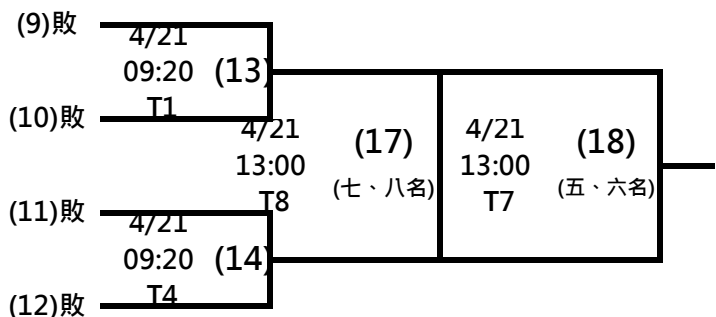 (9)敗
4/21
09:20
T1
(13)
(10)敗
4/21
13:00
T8
(17)
(七、八名)
4/21
13:00
T7
(18)
(五、六名)
(11)敗
4/21
09:20
T4
(14)
(12)敗